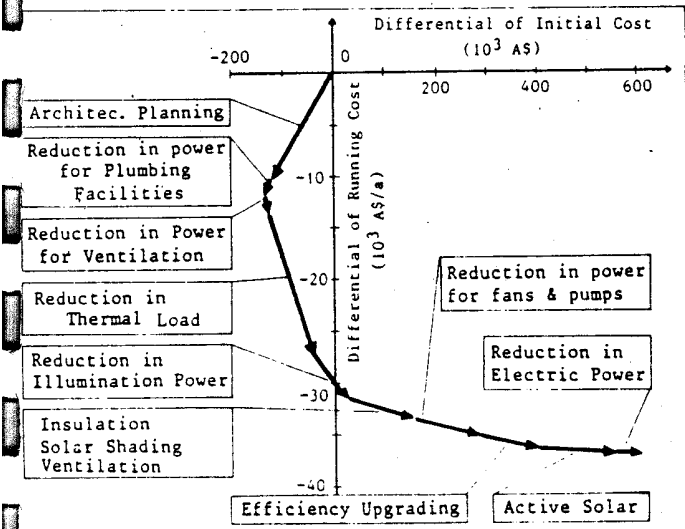 Differential of Initial Cost
(10³ A$)
-200
0
200
400
600
Differential of Running Cost
(10³ A$/a)
-10
-20
-30
-40
Architec. Planning
Reduction in power
for Plumbing
Facilities
Reduction in Power
for Ventilation
Reduction in
Thermal Load
Reduction in
Illumination Power
Insulation
Solar Shading
Ventilation
Reduction in power
for fans & pumps
Reduction in
Electric Power
Efficiency Upgrading
Active Solar